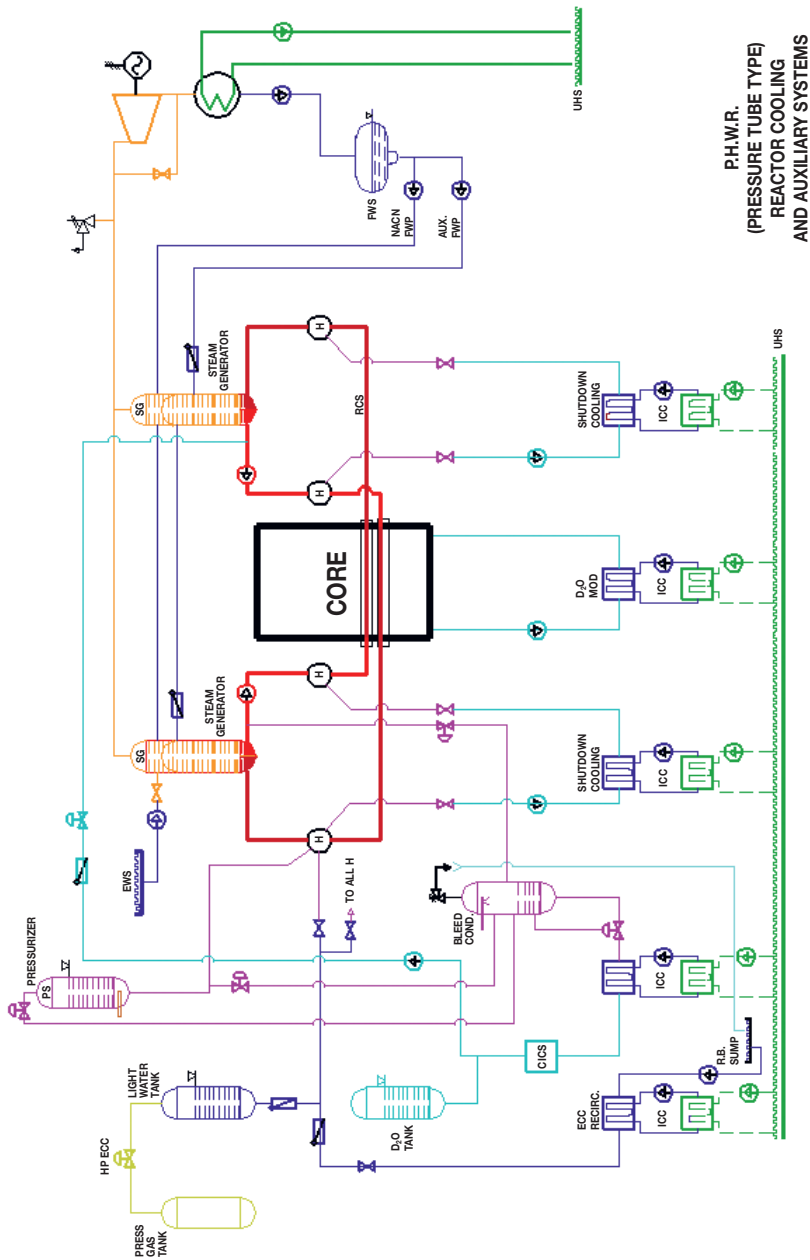 P.H.W.R.
(PRESSURE TUBE TYPE)
REACTOR COOLING
AND AUXILIARY SYSTEMS
PRESS
GAS
TANK
HP ECC
LIGHT
WATER
TANK
PRESSURIZER
PS
EWS
SG
STEAM
GENERATOR
SG
STEAM
GENERATOR
FWS
NACN
FWP
AUX.
FWP
UHS
H
H
H
H
RCS
CORE
TO ALL H
BLEED
COND.
D₂O
TANK
CICS
R.B.
SUMP
ECC
RECIRC.
ICC
ICC
SHUTDOWN
COOLING
ICC
D₂O
MOD
ICC
SHUTDOWN
COOLING
ICC
UHS